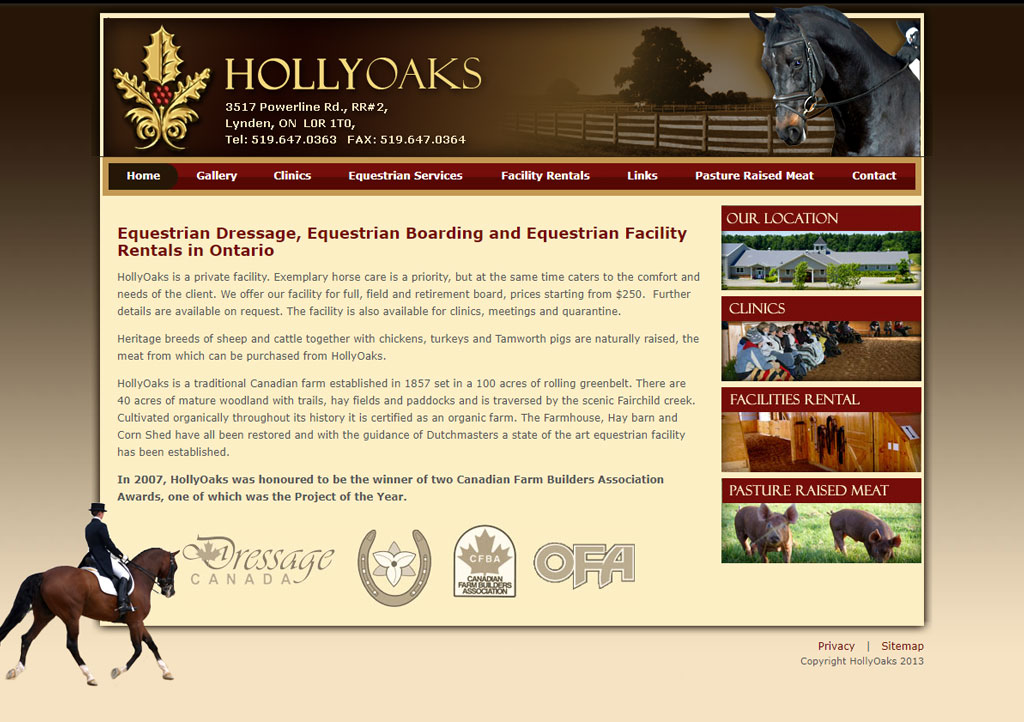 HOLLYOAKS
3517 Powerline Rd., RR#2,
Lynden, ON L0R 1T0,
Tel: 519.647.0363 FAX: 519.647.0364
Home Gallery Clinics Equestrian Services Facility Rentals Links Pasture Raised Meat Contact
Equestrian Dressage, Equestrian Boarding and Equestrian Facility
Rentals in Ontario
HollyOaks is a private facility. Exemplary horse care is a priority, but at the same time caters to the comfort and
needs of the client. We offer our facility for full, field and retirement board, prices starting from $250. Further
details are available on request. The facility is also available for clinics, meetings and quarantine.
Heritage breeds of sheep and cattle together with chickens, turkeys and Tamworth pigs are naturally raised, the
meat from which can be purchased from HollyOaks.
HollyOaks is a traditional Canadian farm established in 1857 set in a 100 acres of rolling greenbelt. There are
40 acres of mature woodland with trails, hay fields and paddocks and is traversed by the scenic Fairchild creek.
Cultivated organically throughout its history it is certified as an organic farm. The Farmhouse, Hay barn and
Corn Shed have all been restored and with the guidance of Dutchmasters a state of the art equestrian facility
has been established.
In 2007, HollyOaks was honoured to be the winner of two Canadian Farm Builders Association
Awards, one of which was the Project of the Year.
Dressage
CANADA
CFBA
CANADIAN
FARM BUILDERS
ASSOCIATION
OFA
OUR LOCATION
CLINICS
FACILITIES RENTAL
PASTURE RAISED MEAT
Privacy | Sitemap
Copyright HollyOaks 2013